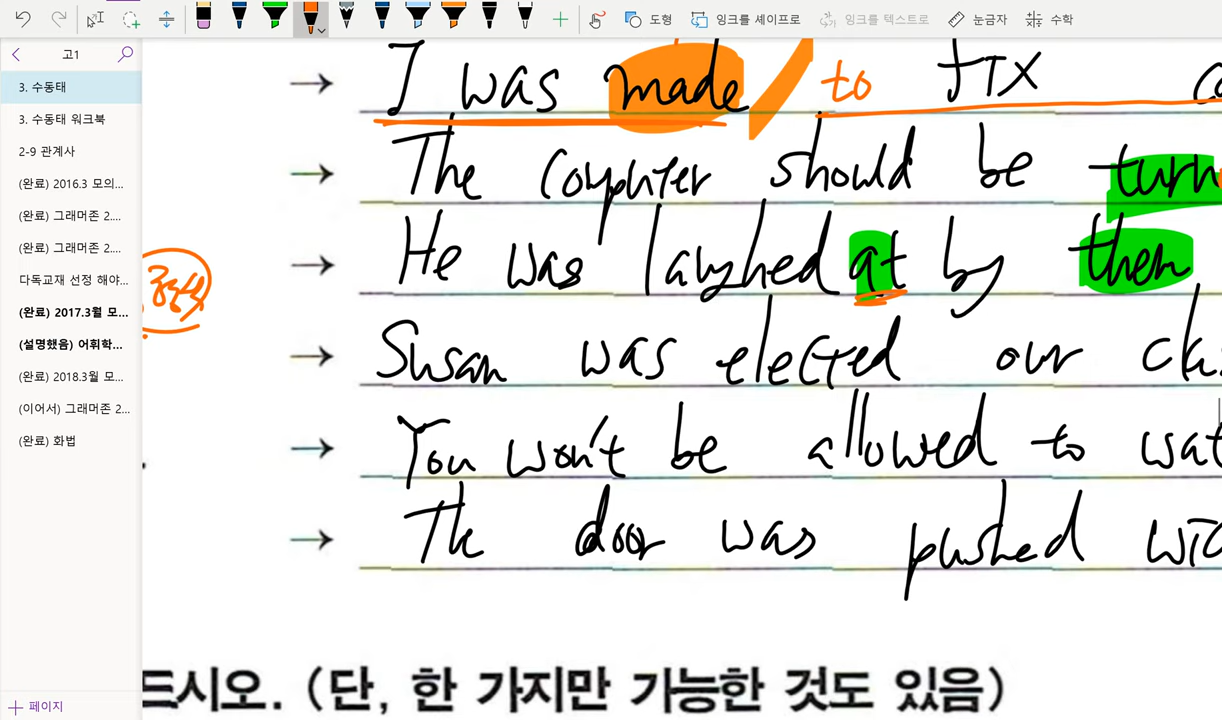 도형 잉크를 셰이프로 잉크를 텍스트로 눈금자 수학
고1
3. 수동태
3. 수동태 워크북
2-9 관계사
(완료) 2016.3 모의...
(완료) 그래머존 2....
(완료) 그래머존 2....
다독교재 선정 해야...
(완료) 2017.3월 모...
(설명했음) 어휘학...
(완료) 2018.3월 모...
(이어서) 그래머존 2...
(완료) 화법
페이지
→ I was made / to fix
→ The computer should be turn
→ He was laughed at by them
→ Susan was elected our
→ You won't be allowed to wat
→ The door was pushed
드시오. (단, 한 가지만 가능한 것도 있음)